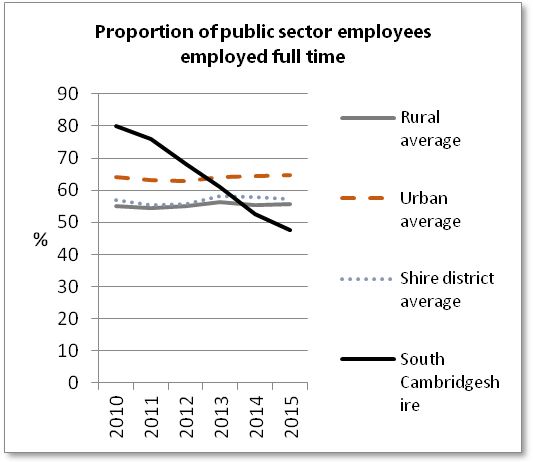 Proportion of public sector employees
employed full time
90
80
70
60
50
40
30
20
10
0
%
2010
2011
2012
2013
2014
2015
Rural
average
Urban
average
Shire district
average
South
Cambridgesh
ire